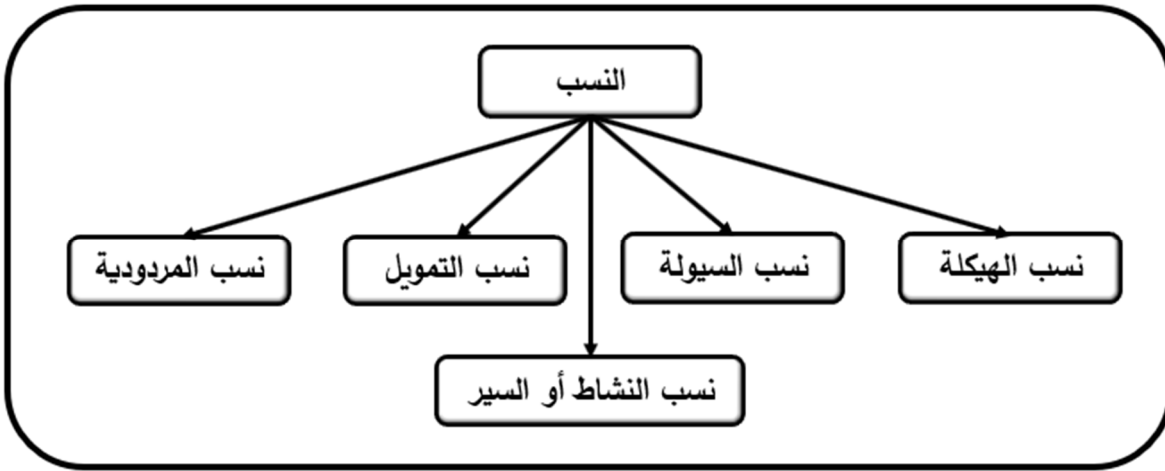 النسب
نسب الهيكلة
نسب السيولة
نسب التمويل
نسب المردودية
نسب النشاط أو السير